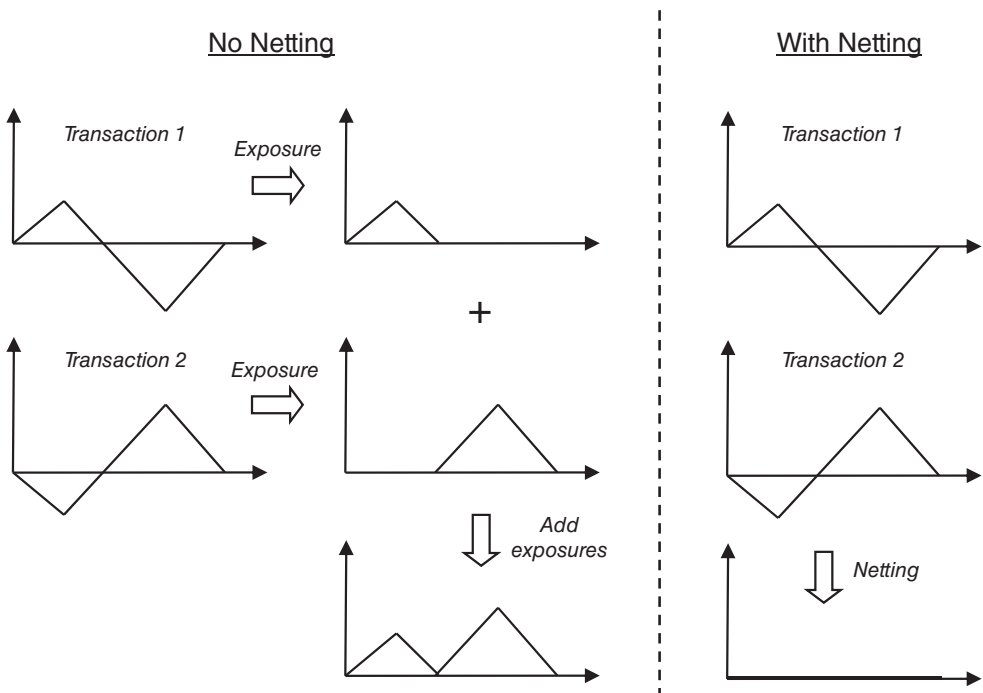 No Netting
With Netting
Transaction 1
Exposure
Transaction 1
+
Transaction 2
Exposure
Transaction 2
Add
exposures
Netting